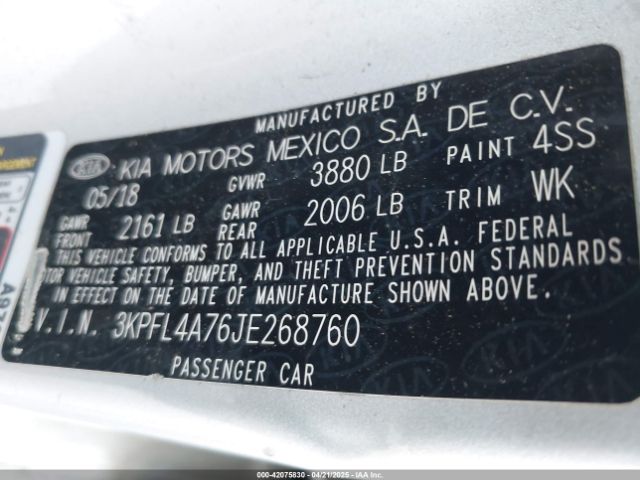 MANUFACTURED BY
KIA KIA MOTORS MEXICO S.A. DE C.V.
05/18 GVWR 3880 LB PAINT 4SS
GAWR FRONT 2161 LB GAWR REAR 2006 LB TRIM WK
THIS VEHICLE CONFORMS TO ALL APPLICABLE U.S.A. FEDERAL
MOTOR VEHICLE SAFETY, BUMPER, AND THEFT PREVENTION STANDARDS
IN EFFECT ON THE DATE OF MANUFACTURE SHOWN ABOVE.
V.I.N. 3KPFL4A76JE268760
PASSENGER CAR
000-42075830 - 04/21/2025 - IAA Inc.